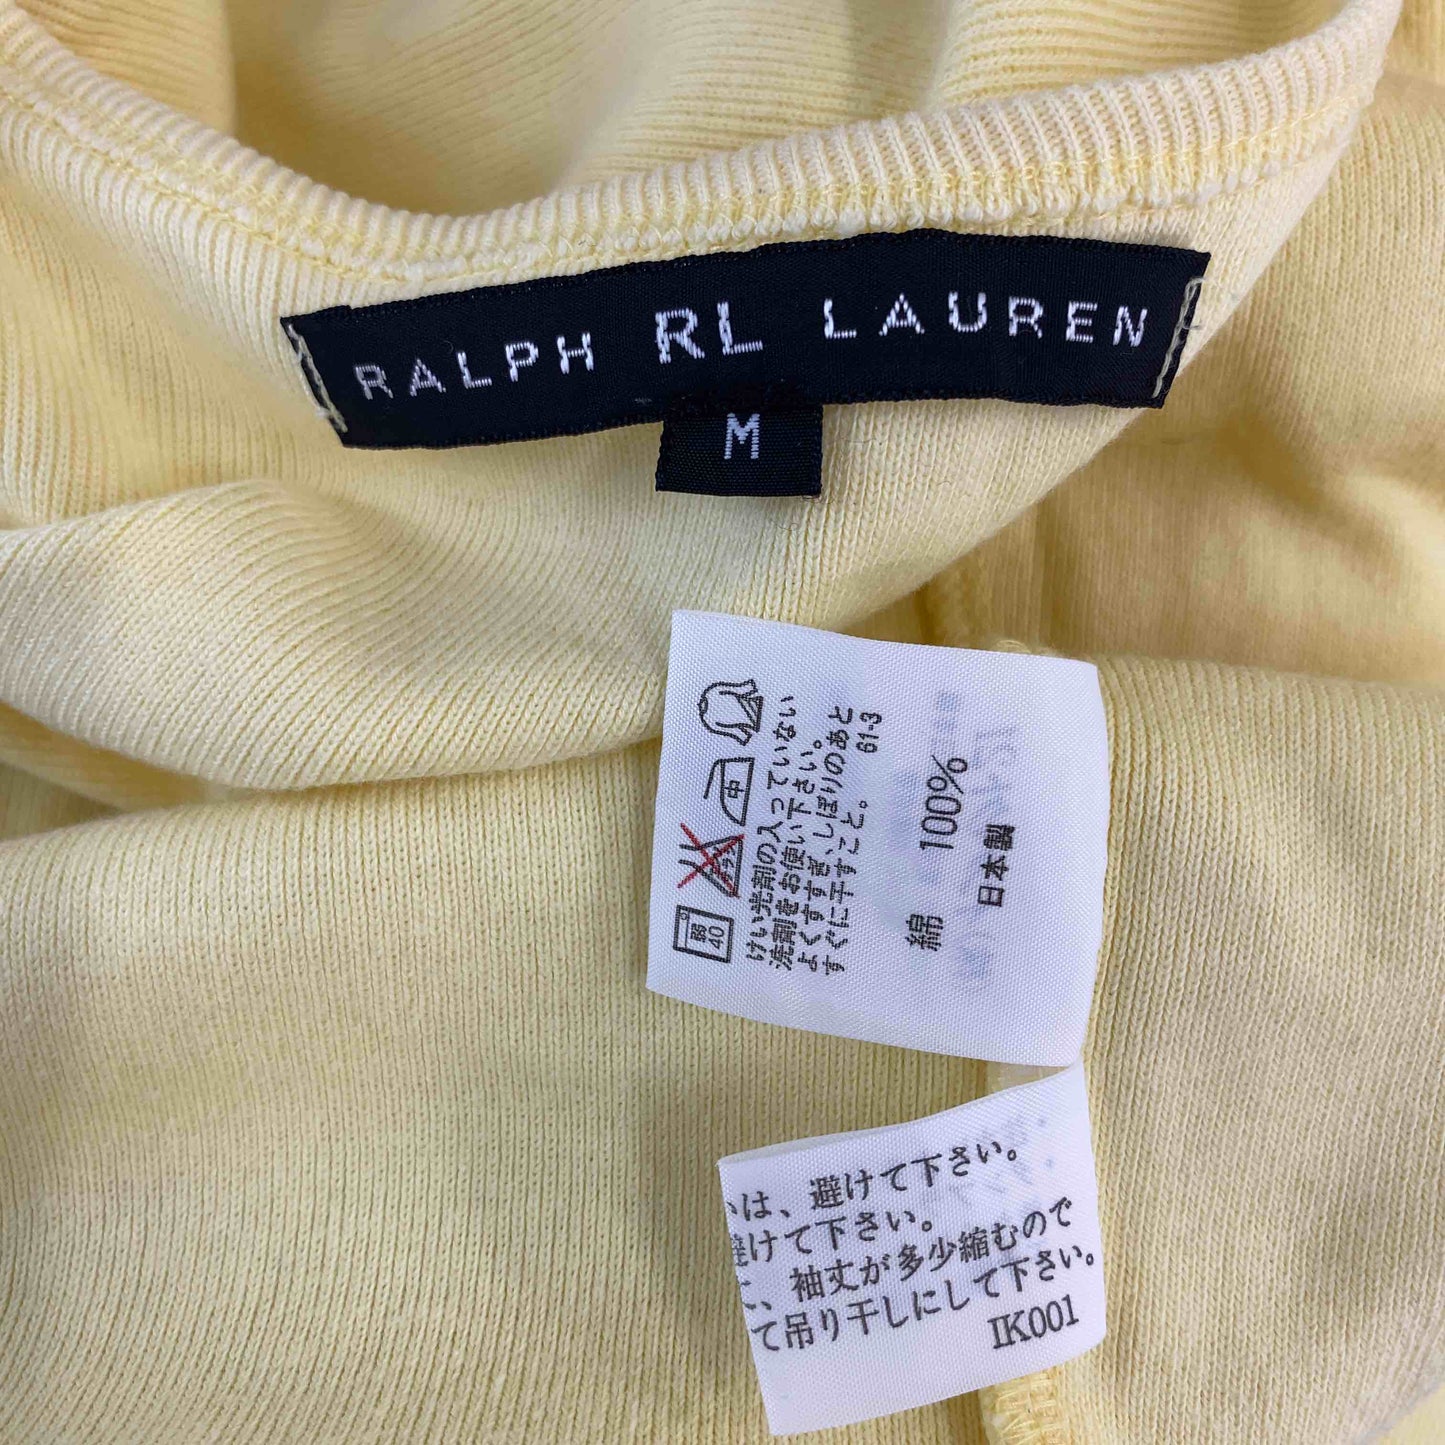 RALPH RL LAUREN
M
中
弱
40
けい光剤の入っていない
洗剤をお使い下さい。
よくすすぎ、しぼりのあと
すぐに干すこと。
61-3
綿 100%
日本製
は、避けて下さい。
避けて下さい。
、袖丈が多少縮むので
て吊り干しにして下さい。
IK001